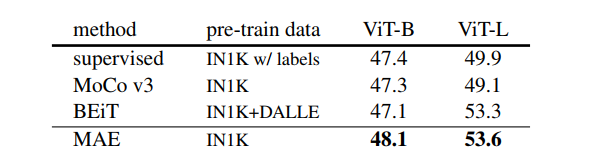 method pre-train data ViT-B ViT-L
supervised IN1K w/ labels 47.4 49.9
MoCo v3 IN1K 47.3 49.1
BEiT IN1K+DALLE 47.1 53.3
MAE IN1K 48.1 53.6